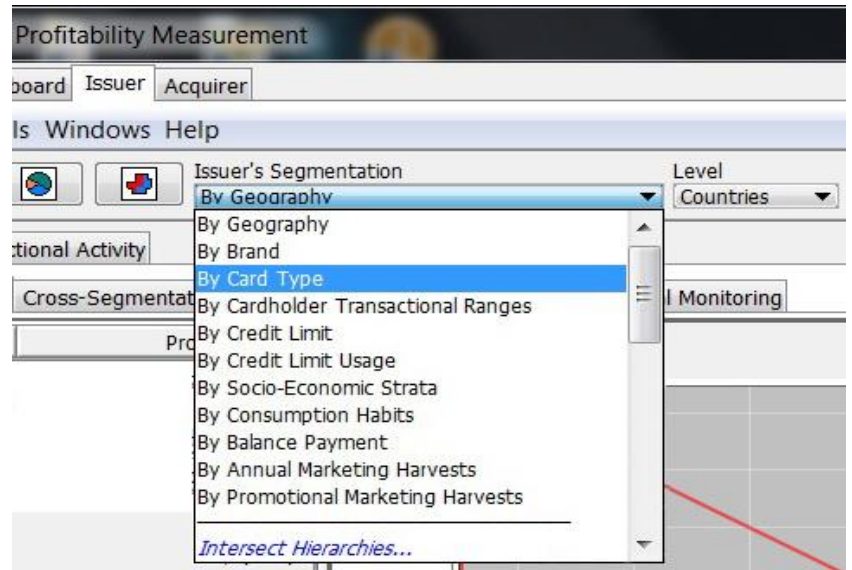 Profitability Measurement
board Issuer Acquirer
ls Windows Help
Issuer's Segmentation Level
By Geography Countries
By Geography
ctional Activity
By Brand
By Card Type
Cross-Segmentat l Monitoring
By Cardholder Transactional Ranges
By Credit Limit
Pro
By Credit Limit Usage
By Socio-Economic Strata
By Consumption Habits
By Balance Payment
By Annual Marketing Harvests
By Promotional Marketing Harvests
Intersect Hierarchies...